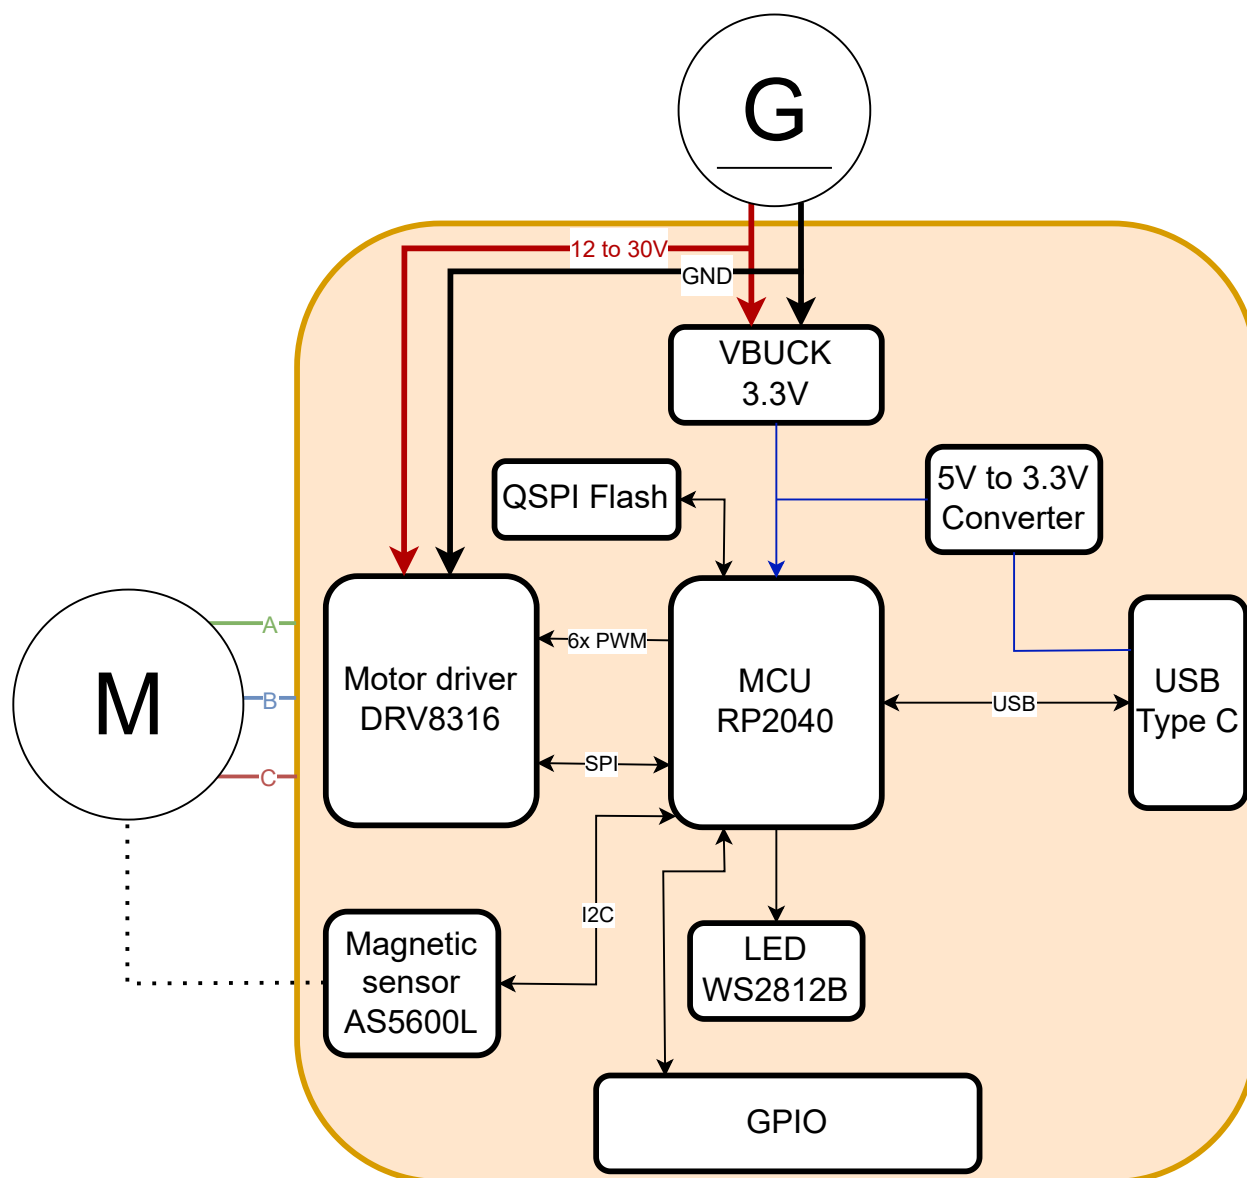 G
12 to 30V
GND
VBUCK
3.3V
QSPI Flash
5V to 3.3V
Converter
A
B
C
M
Motor driver
DRV8316
6x PWM
SPI
MCU
RP2040
USB
USB
Type C
I2C
Magnetic
sensor
AS5600L
LED
WS2812B
GPIO